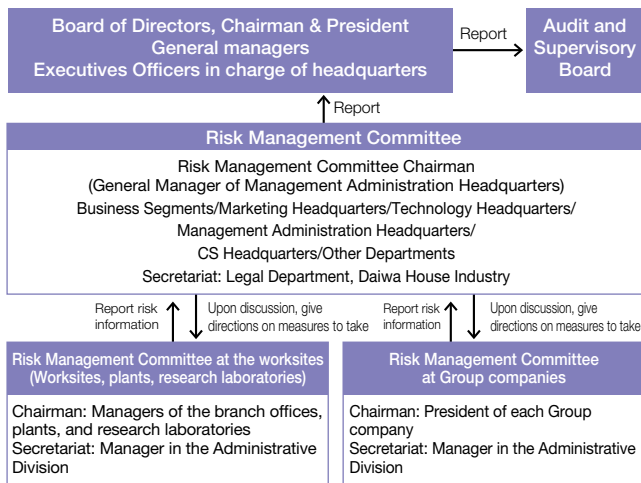 Board of Directors, Chairman & President
General managers
Executives Officers in charge of headquarters
Report
Audit and
Supervisory
Board
Report
Risk Management Committee
Risk Management Committee Chairman
(General Manager of Management Administration Headquarters)
Business Segments/Marketing Headquarters/Technology Headquarters/
Management Administration Headquarters/
CS Headquarters/Other Departments
Secretariat: Legal Department, Daiwa House Industry
Report risk
information
Upon discussion, give
directions on measures to take
Report risk
information
Upon discussion, give
directions on measures to take
Risk Management Committee at the worksites
(Worksites, plants, research laboratories)
Chairman: Managers of the branch offices,
plants, and research laboratories
Secretariat: Manager in the Administrative
Division
Risk Management Committee
at Group companies
Chairman: President of each Group
company
Secretariat: Manager in the Administrative
Division